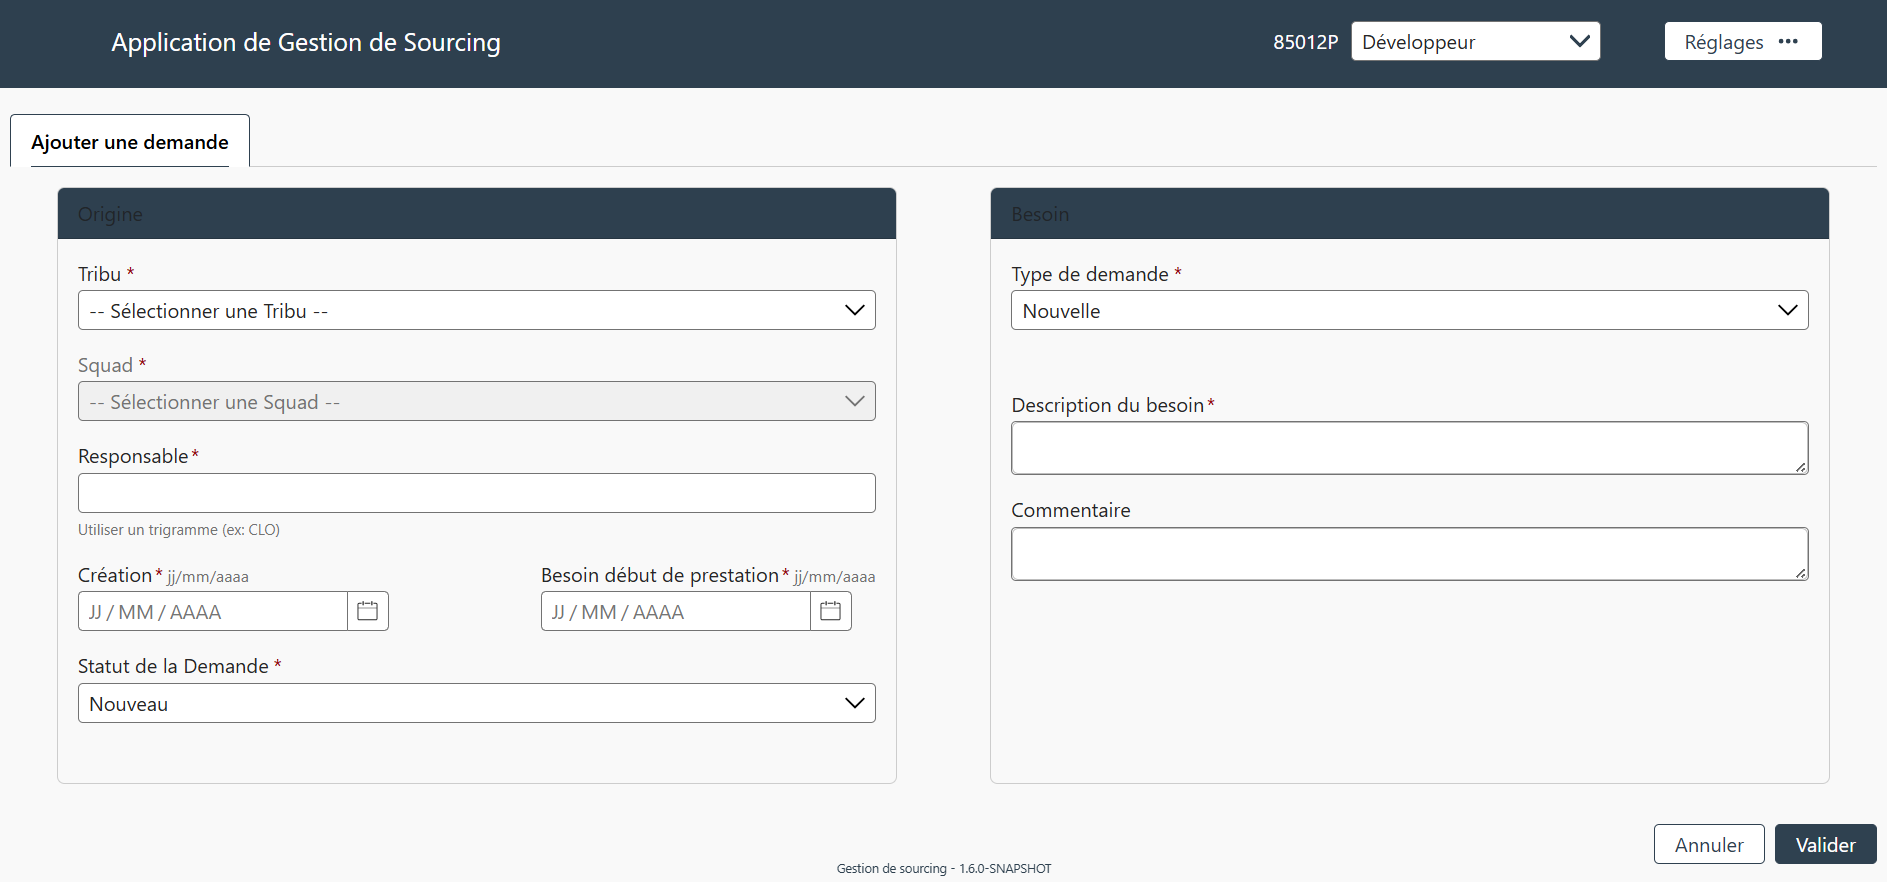 Application de Gestion de Sourcing
85012P
Développeur
Réglages •••
Ajouter une demande
Origine
Tribu *
-- Sélectionner une Tribu --
Squad *
-- Sélectionner une Squad --
Responsable*
Utiliser un trigramme (ex: CLO)
Création* jj/mm/aaaa
JJ / MM / AAAA
Besoin début de prestation* jj/mm/aaaa
JJ / MM / AAAA
Statut de la Demande *
Nouveau
Besoin
Type de demande *
Nouvelle
Description du besoin*
Commentaire
Annuler
Valider
Gestion de sourcing - 1.6.0-SNAPSHOT